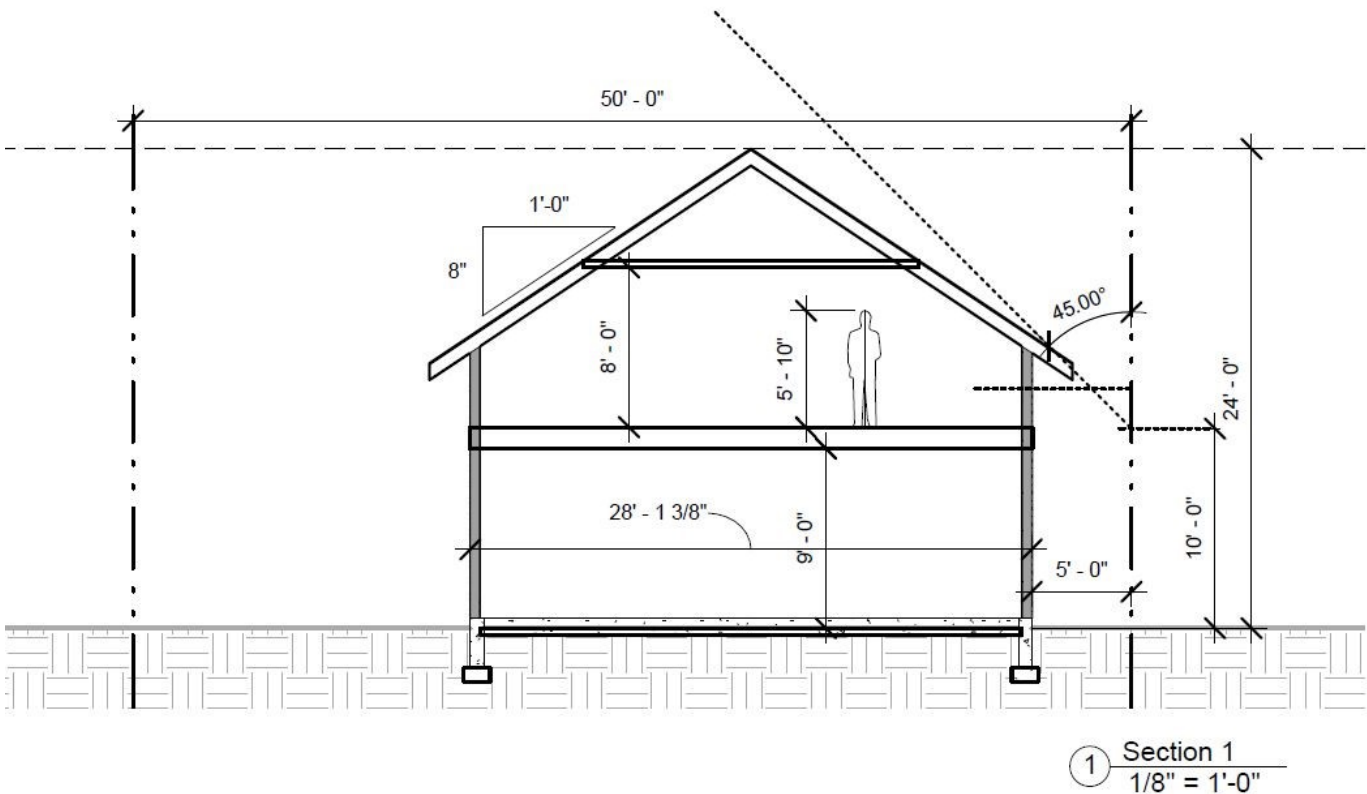 50' - 0"
1'-0"
8"
45.00°
8' - 0"
5' - 10"
24' - 0"
28' - 1 3/8"
9' - 0"
10' - 0"
5' - 0"
1
Section 1
1/8" = 1'-0"